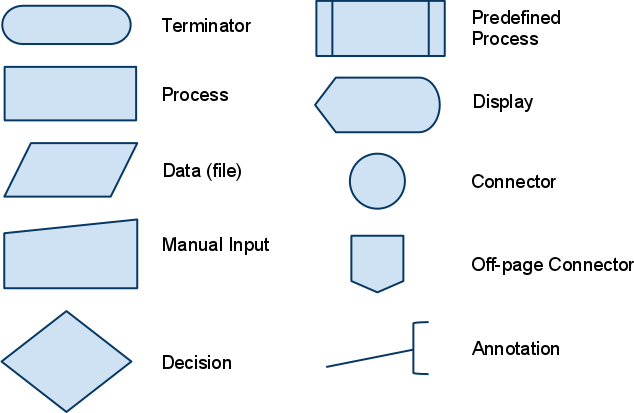 Terminator
Process
Data (file)
Manual Input
Decision
Predefined
Process
Display
Connector
Off-page Connector
Annotation